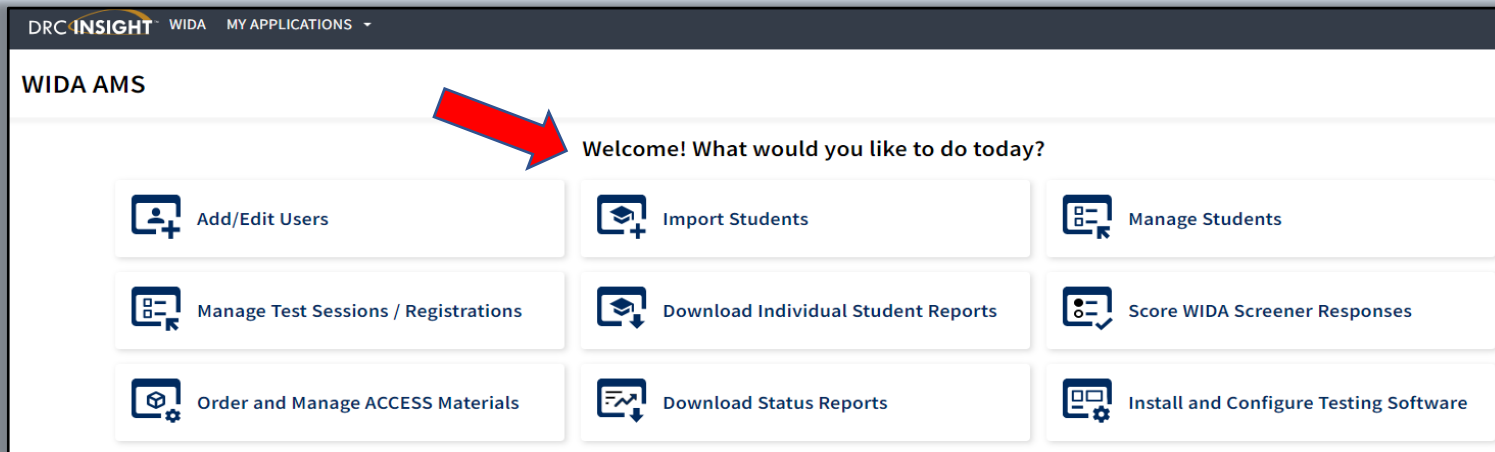 DRC INSIGHT WIDA MY APPLICATIONS
WIDA AMS
Welcome! What would you like to do today?
Add/Edit Users
Import Students
Manage Students
Manage Test Sessions / Registrations
Download Individual Student Reports
Score WIDA Screener Responses
Order and Manage ACCESS Materials
Download Status Reports
Install and Configure Testing Software